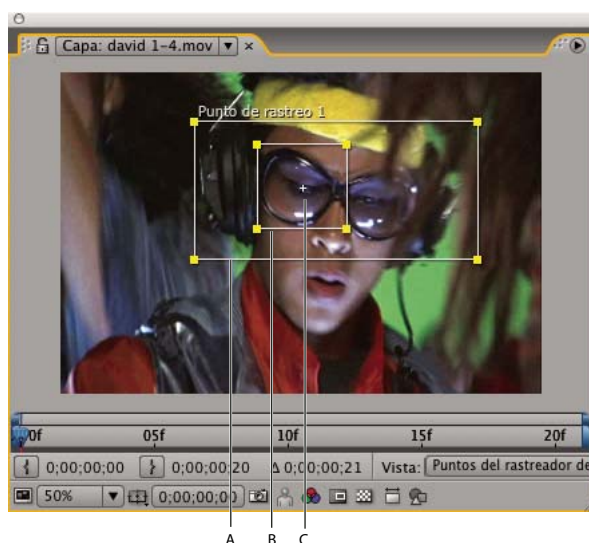 Capa: david 1-4.mov
Punto de rastreo 1
00f 05f 10f 15f 20f
0;00;00;00 0;00;00;20 Δ 0;00;00;21 Vista: Puntos del rastreador de
50% 0;00;00;00
A B C